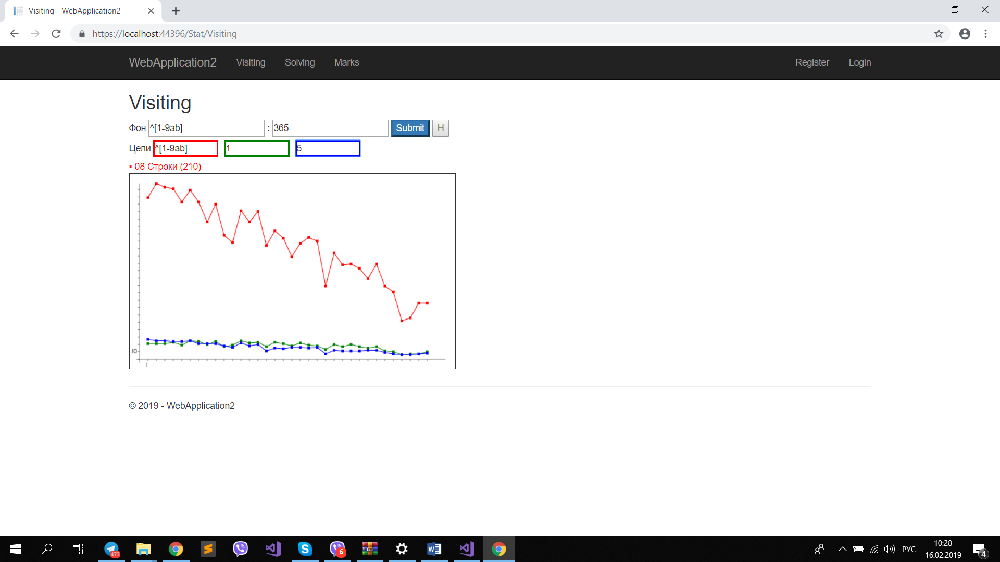 Visiting - WebApplication2
https://localhost:44396/Stat/Visiting
WebApplication2 Visiting Solving Marks Register Login
Visiting
Фон ^[1-9ab] : 365 Submit H
Цели ^[1-9ab] 1 5
▪ 08 Строки (210)
10
1
© 2019 - WebApplication2
473
6
РУС
10:28
16.02.2019
4